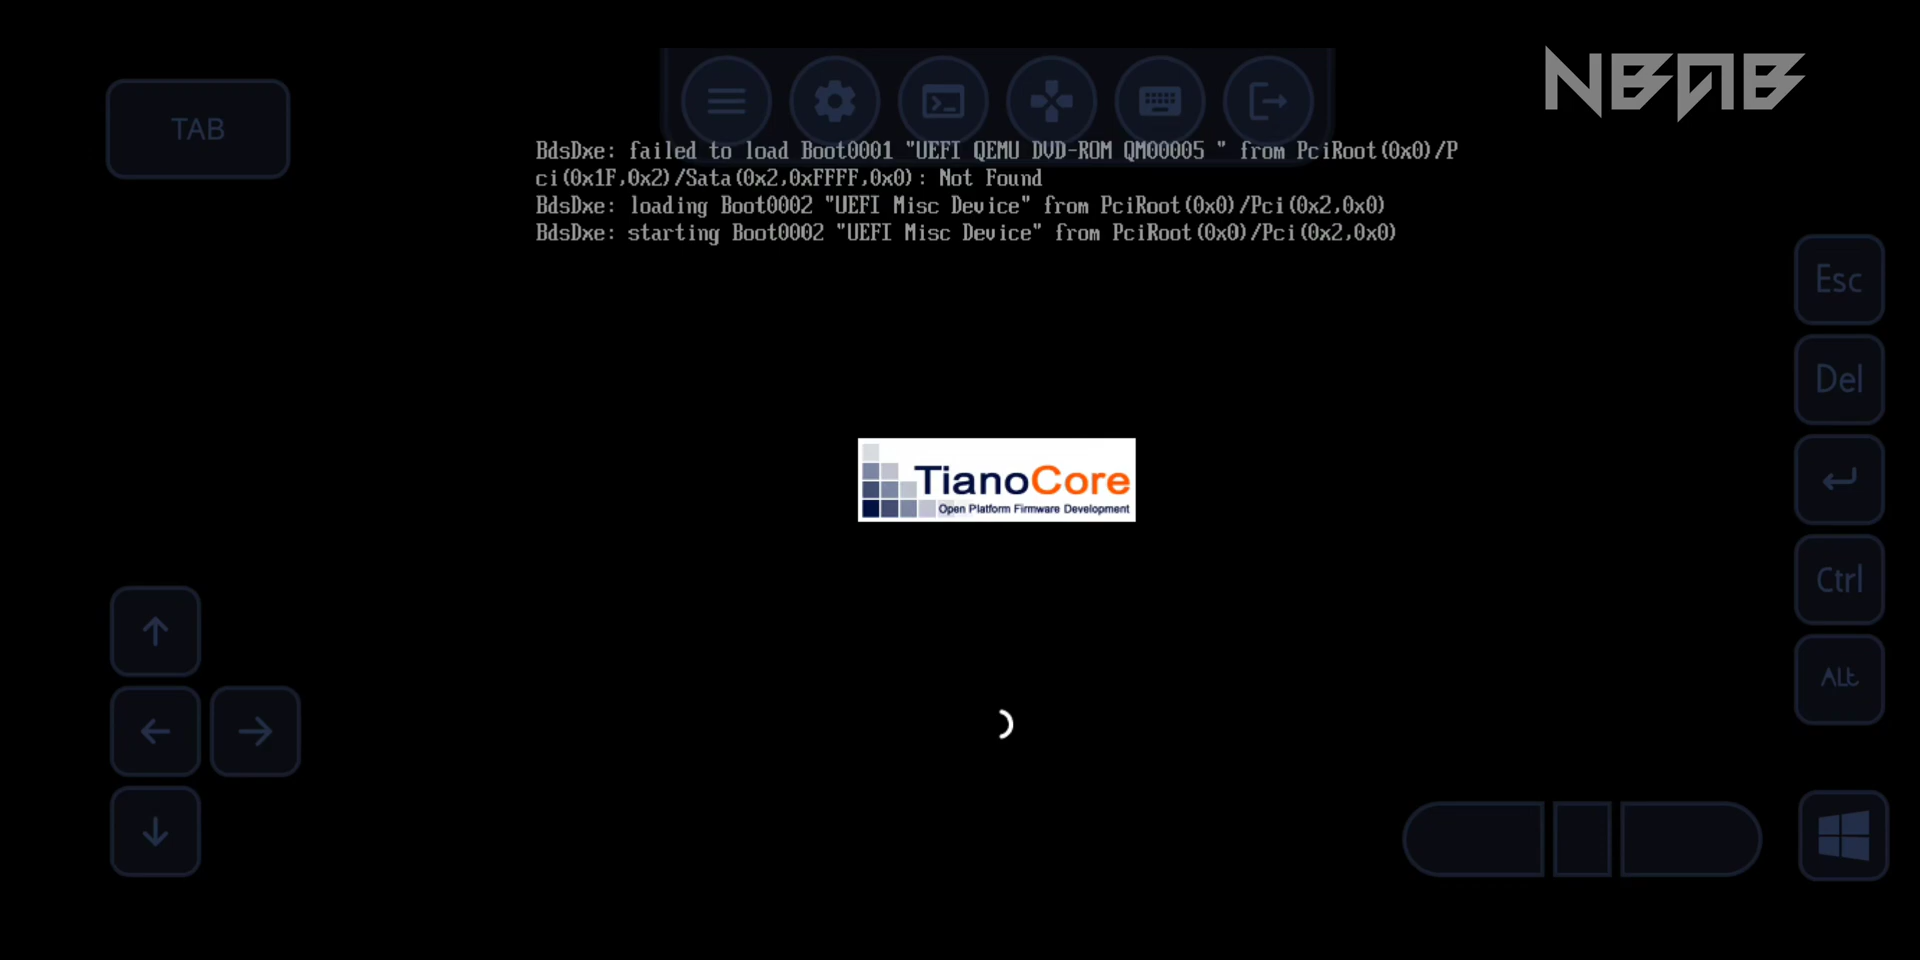 NBAB
TAB
BdsDxe: failed to load Boot0001 "UEFI QEMU DVD-ROM QM00005 " from PciRoot(0x0)/P
ci(0x1F,0x2)/Sata(0x2,0xFFFF,0x0): Not Found
BdsDxe: loading Boot0002 "UEFI Misc Device" from PciRoot(0x0)/Pci(0x2,0x0)
BdsDxe: starting Boot0002 "UEFI Misc Device" from PciRoot(0x0)/Pci(0x2,0x0)
Esc
Del
TianoCore
Open Platform Firmware Development
Ctrl
ALt